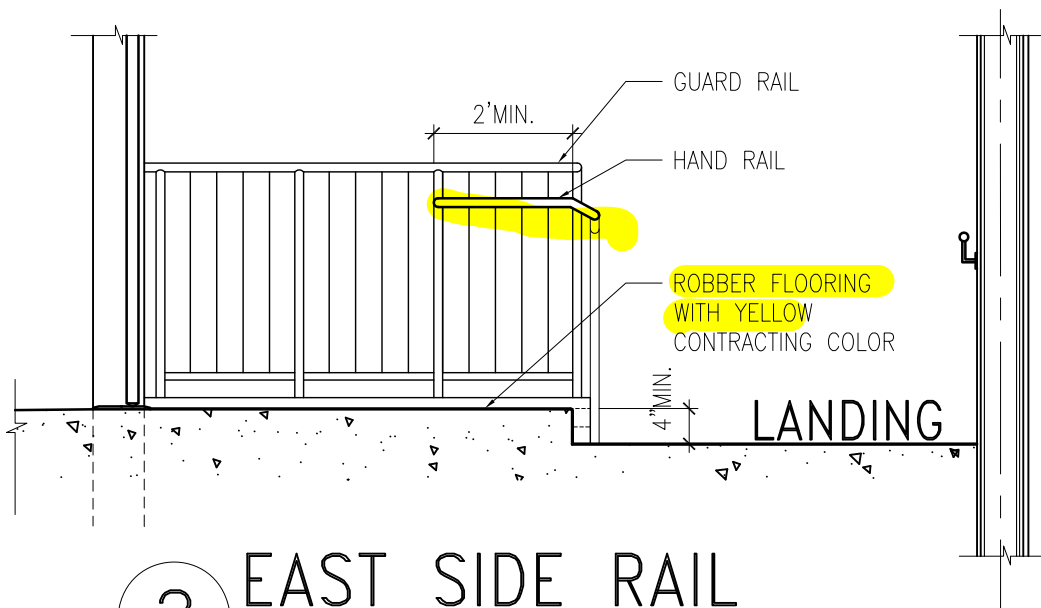 GUARD RAIL
2'MIN.
HAND RAIL
ROBBER FLOORING
WITH YELLOW
CONTRACTING COLOR
4"MIN.
LANDING
EAST SIDE RAIL